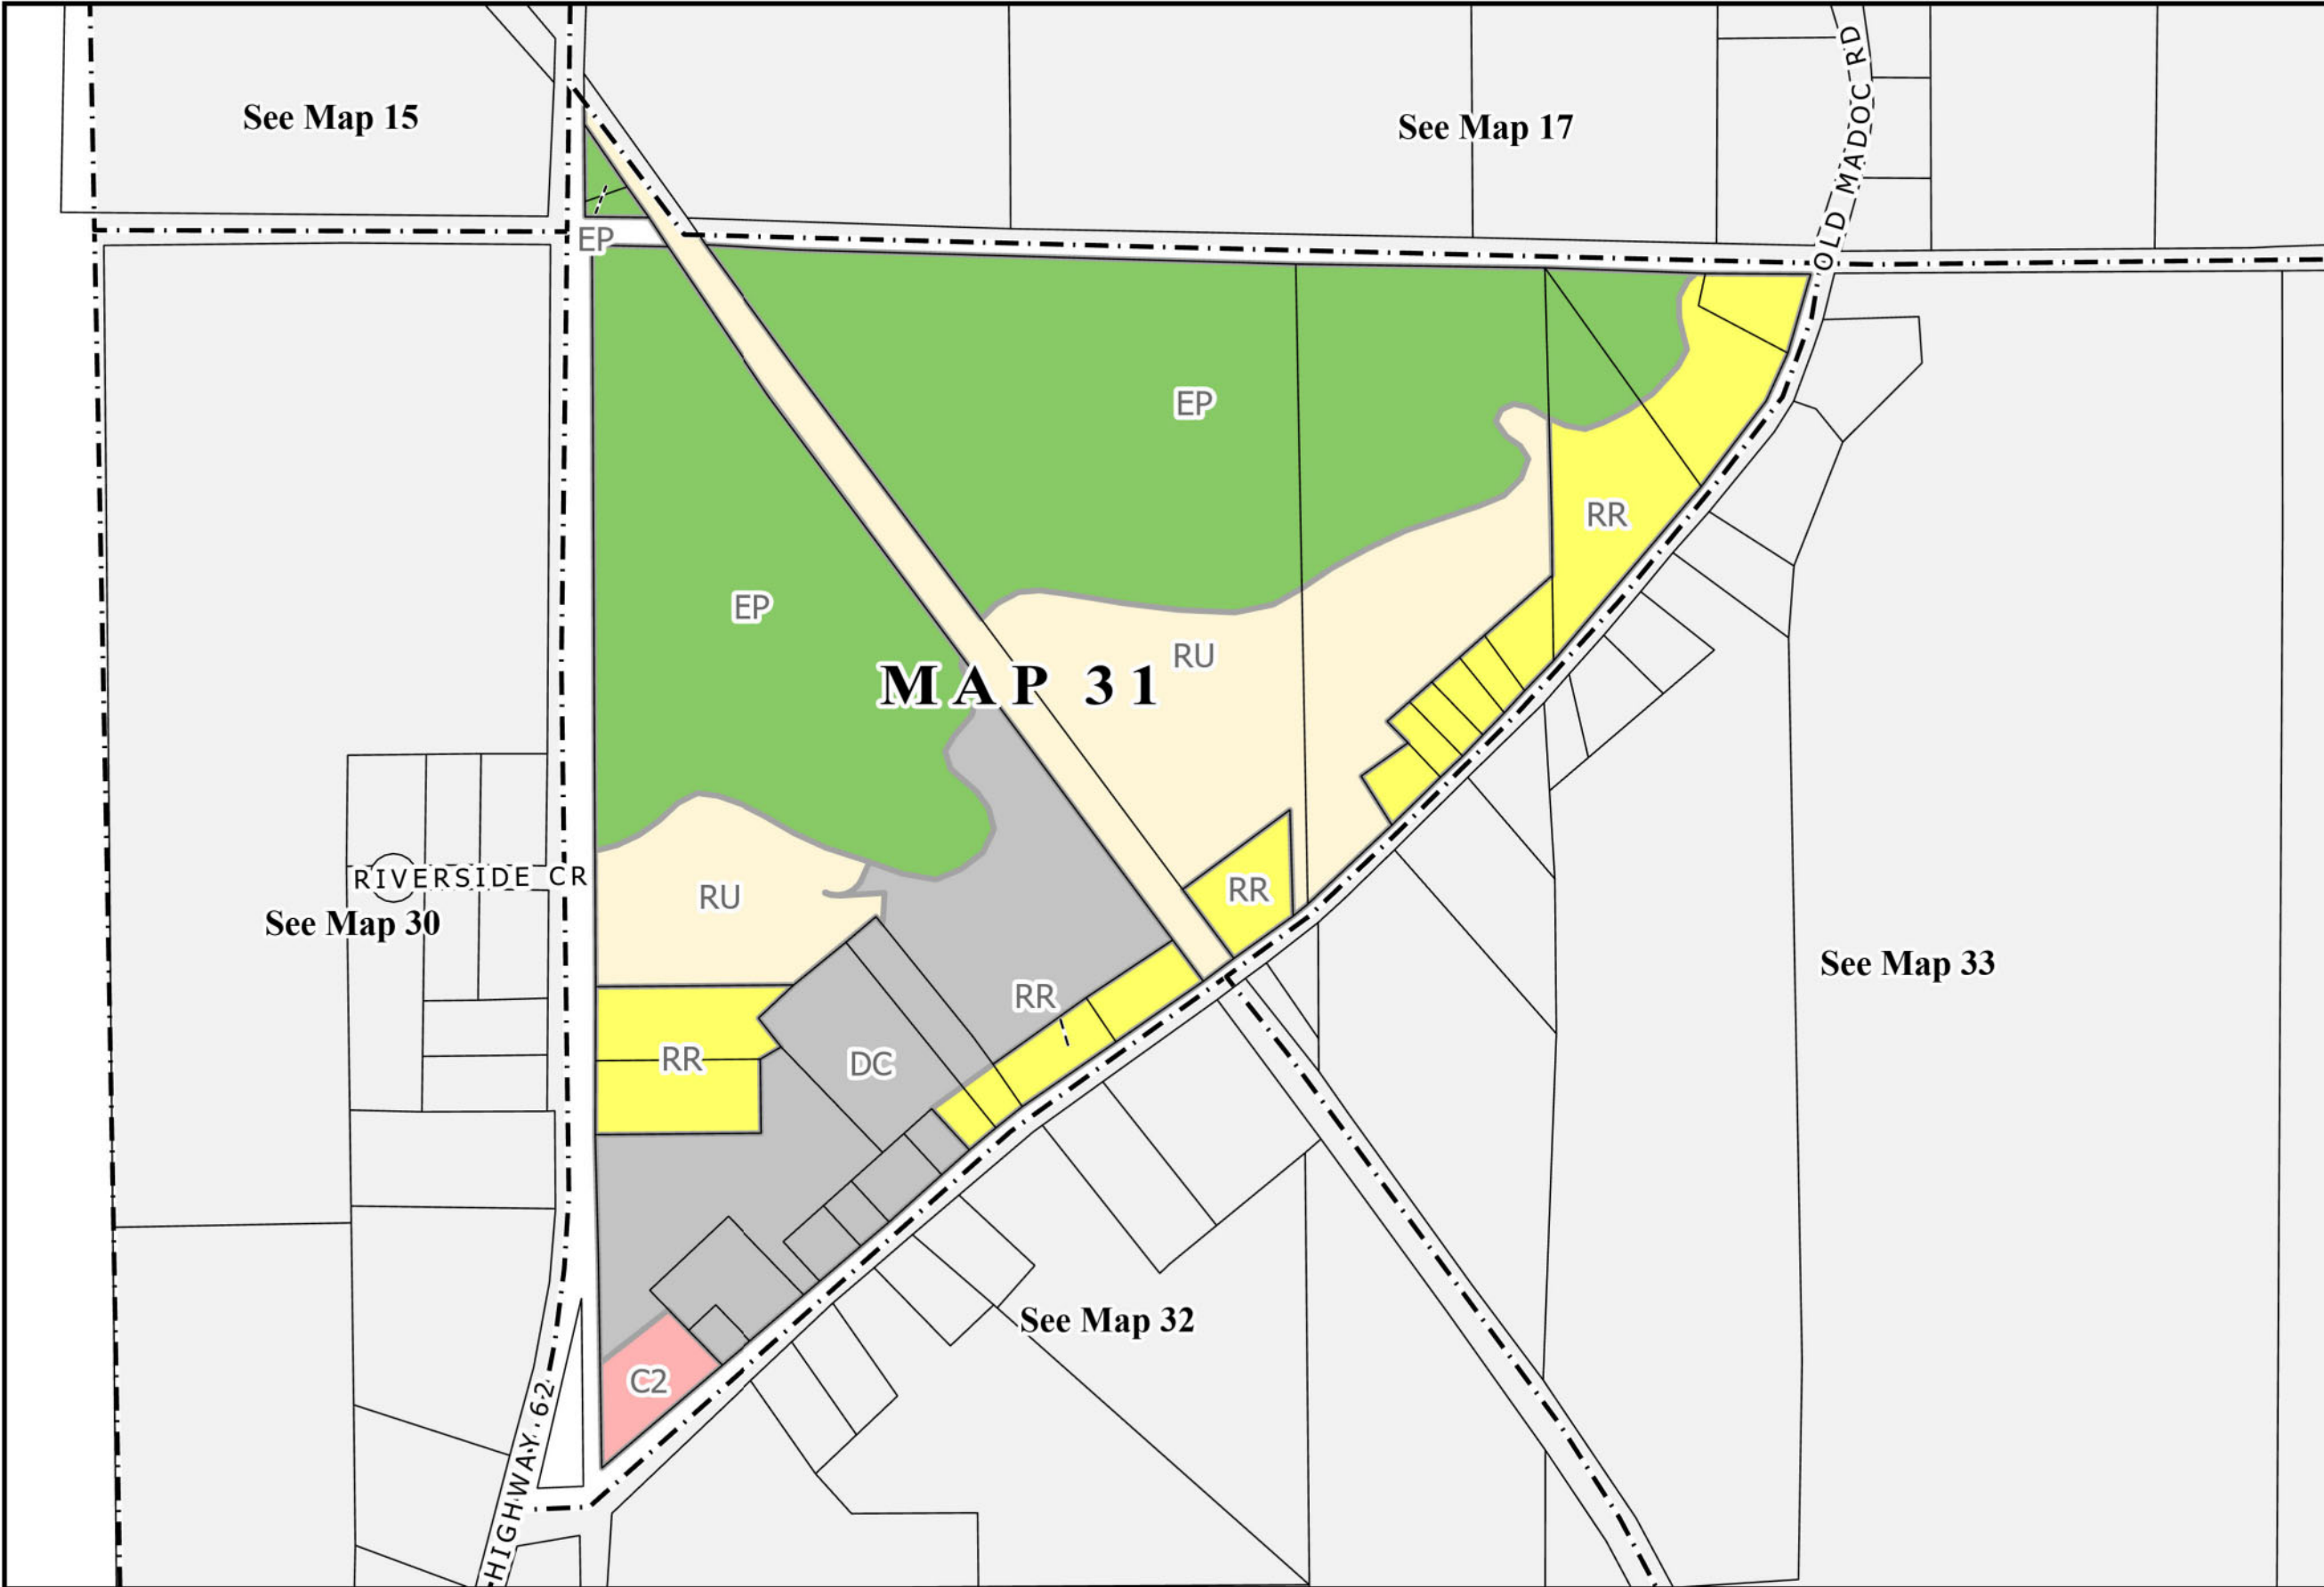 OLD MADOC RD
See Map 15
See Map 17
EP
EP
RR
EP
RU
MAP 31
RIVERSIDE CR
RU
RR
See Map 30
See Map 33
RR
RR
DC
See Map 32
C2
HIGHWAY 62